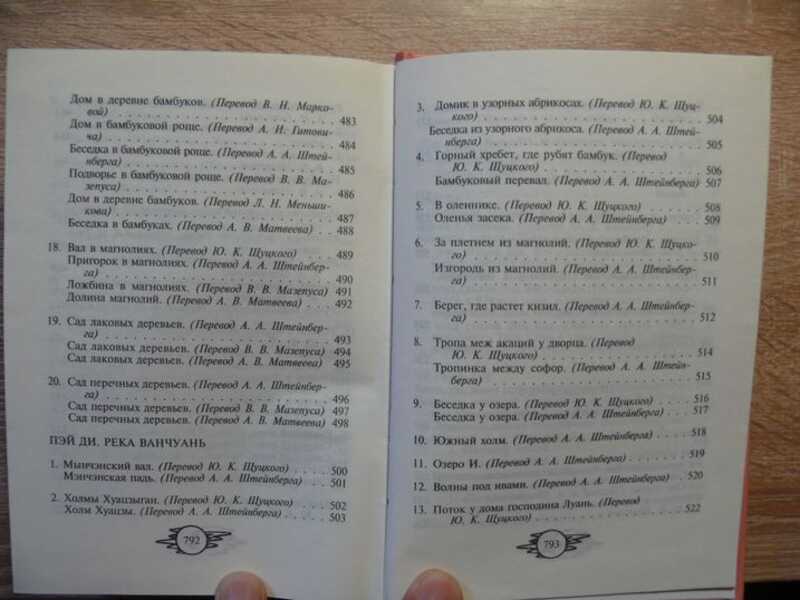 Дом в деревне бамбуков. (Перевод В. Н. Марко-
вой) . . . . . . . . . . . . . . . . . . . . 483
Дом в бамбуковой роще. (Перевод А. И. Гитови-
ча) . . . . . . . . . . . . . . . . . . . . 484
Беседка в бамбуковой роще. (Перевод А. А. Штей-
нберга) . . . . . . . . . . . . . . . . . . 485
Подворье в бамбуковой роще. (Перевод В. В. Ма-
зепуса) . . . . . . . . . . . . . . . . . . 486
Дом в деревне бамбуков. (Перевод Л. Н. Меньши-
кова) . . . . . . . . . . . . . . . . . . . 487
Беседка в бамбуках. (Перевод А. В. Матвеева) . . 488
18. Вал в магнолиях. (Перевод Ю. К. Щуцкого) . . . 489
Пригорок в магнолиях. (Перевод А. А. Штейнбер-
га) . . . . . . . . . . . . . . . . . . . . 490
Ложбина в магнолиях. (Перевод В. В. Мазепуса) 491
Долина магнолий. (Перевод А. В. Матвеева) . . . 492
19. Сад лаковых деревьев. (Перевод А. А. Штейнбер-
га) . . . . . . . . . . . . . . . . . . . . 493
Сад лаковых деревьев. (Перевод В. В. Мазепуса) 494
Сад лаковых деревьев. (Перевод А. В. Матвеева) 495
20. Сад перечных деревьев. (Перевод А. А. Штейнбер-
га) . . . . . . . . . . . . . . . . . . . . 496
Сад перечных деревьев. (Перевод В. В. Мазепуса) 497
Сад перечных деревьев. (Перевод А. В. Матвеева) 498
ПЭЙ ДИ. РЕКА ВАНЧУАНЬ
1. Мынчэнский вал. (Перевод Ю. К. Щуцкого) . . . . 500
Мэнчэнская падь. (Перевод А. А. Штейнберга) . . 501
2. Холмы Хуацзыган. (Перевод Ю. К. Щуцкого) . . . 502
Холм Хуацзы. (Перевод А. А. Штейнберга) . . . . 503
792
3. Домик в узорных абрикосах. (Перевод Ю. К. Щуц-
кого) . . . . . . . . . . . . . . . . . . . 504
Беседка из узорного абрикоса. (Перевод А. А. Штей-
нберга) . . . . . . . . . . . . . . . . . . 505
4. Горный хребет, где рубят бамбук. (Перевод
Ю. К. Щуцкого) . . . . . . . . . . . . . . 506
Бамбуковый перевал. (Перевод А. А. Штейнберга) 507
5. В оленнике. (Перевод Ю. К. Щуцкого) . . . . . 508
Оленья засека. (Перевод А. А. Штейнберга) . . . 509
6. За плетнем из магнолий. (Перевод Ю. К. Щуцко-
го) . . . . . . . . . . . . . . . . . . . . 510
Изгородь из магнолий. (Перевод А. А. Штейнбер-
га) . . . . . . . . . . . . . . . . . . . . 511
7. Берег, где растет кизил. (Перевод А. А. Штейнбер-
га) . . . . . . . . . . . . . . . . . . . . 512
8. Тропа меж акаций у дворца. (Перевод
Ю. К. Щуцкого) . . . . . . . . . . . . . . 514
Тропинка между софор. (Перевод А. А. Штейн-
берга) . . . . . . . . . . . . . . . . . . 515
9. Беседка у озера. (Перевод Ю. К. Щуцкого) . . . . 516
Беседка у озера. (Перевод А. А. Штейнберга) . . . 517
10. Южный холм. (Перевод А. А. Штейнберга) . . . . 518
11. Озеро И. (Перевод А. А. Штейнберга) . . . . . . 519
12. Волны под ивами. (Перевод А. А. Штейнберга) . . 520
13. Поток у дома господина Луань. (Перевод
Ю. К. Щуцкого) . . . . . . . . . . . . . . 522
793